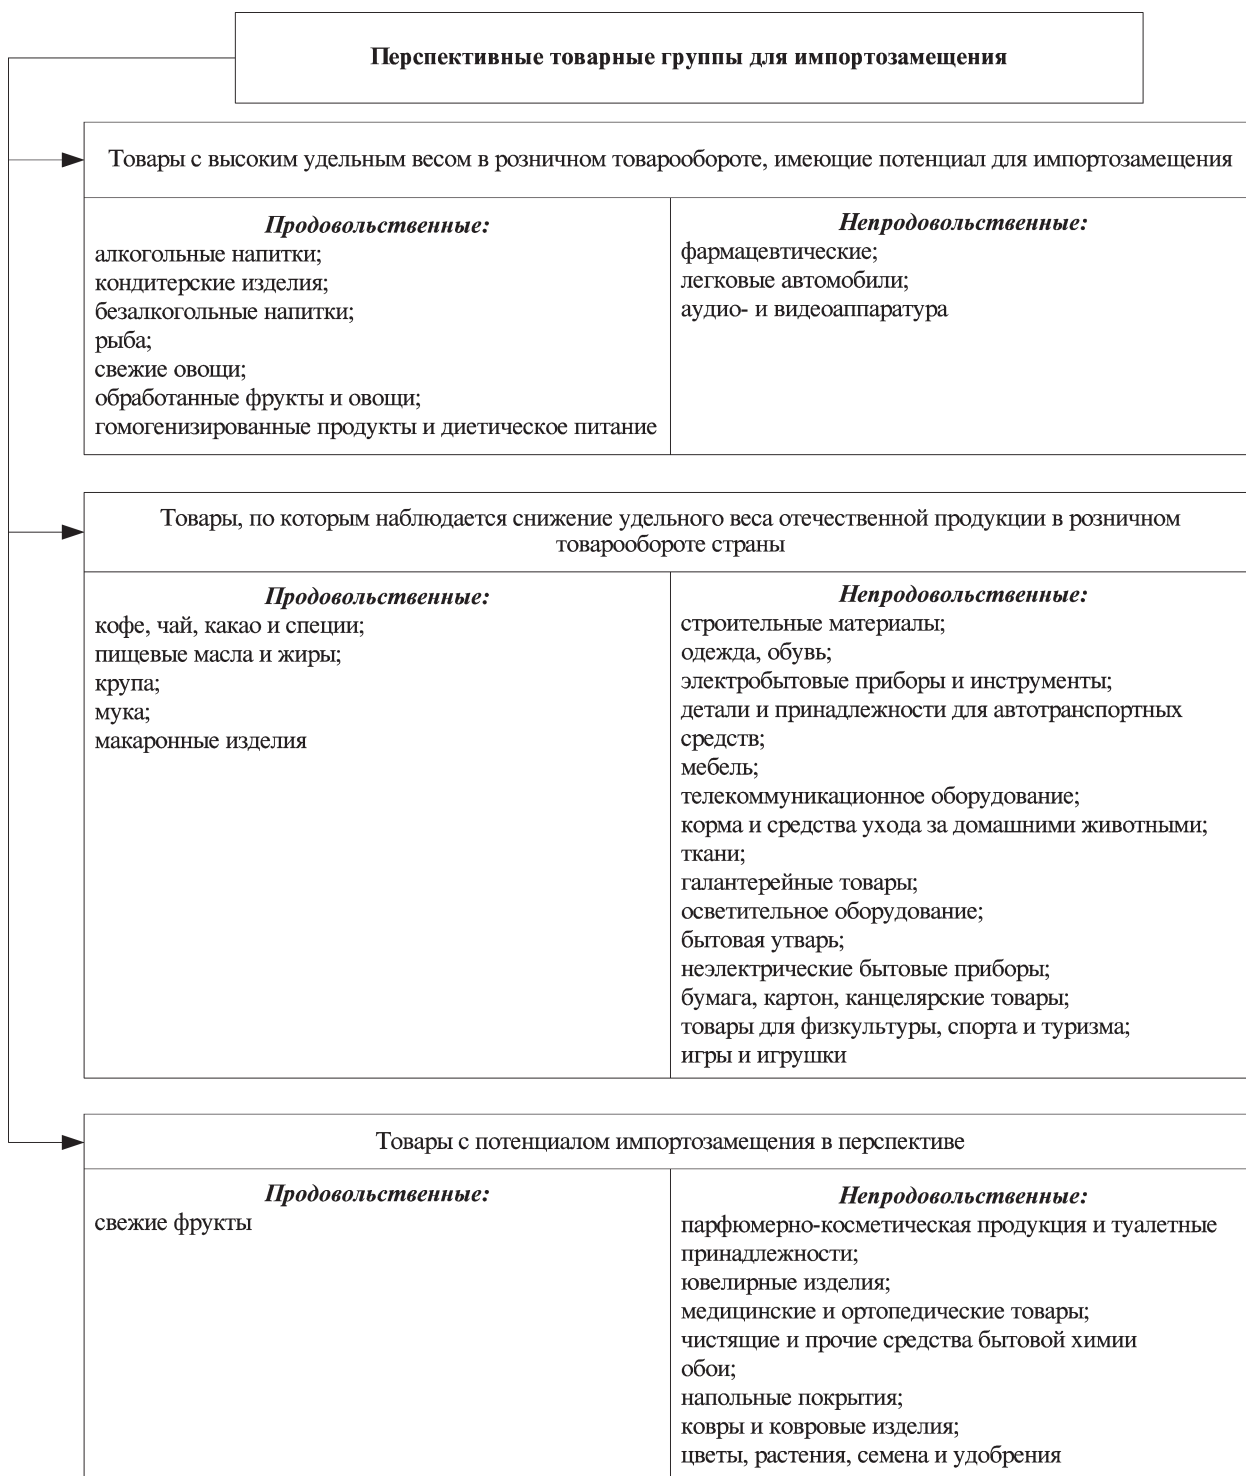 Перспективные товарные группы для импортозамещения
Товары с высоким удельным весом в розничном товарообороте, имеющие потенциал для импортозамещения
Продовольственные:
алкогольные напитки;
кондитерские изделия;
безалкогольные напитки;
рыба;
свежие овощи;
обработанные фрукты и овощи;
гомогенизированные продукты и диетическое питание
Непродовольственные:
фармацевтические;
легковые автомобили;
аудио- и видеоаппаратура
Товары, по которым наблюдается снижение удельного веса отечественной продукции в розничном
товарообороте страны
Продовольственные:
кофе, чай, какао и специи;
пищевые масла и жиры;
крупа;
мука;
макаронные изделия
Непродовольственные:
строительные материалы;
одежда, обувь;
электробытовые приборы и инструменты;
детали и принадлежности для автотранспортных
средств;
мебель;
телекоммуникационное оборудование;
корма и средства ухода за домашними животными;
ткани;
галантерейные товары;
осветительное оборудование;
бытовая утварь;
неэлектрические бытовые приборы;
бумага, картон, канцелярские товары;
товары для физкультуры, спорта и туризма;
игры и игрушки
Товары с потенциалом импортозамещения в перспективе
Продовольственные:
свежие фрукты
Непродовольственные:
парфюмерно-косметическая продукция и туалетные
принадлежности;
ювелирные изделия;
медицинские и ортопедические товары;
чистящие и прочие средства бытовой химии
обои;
напольные покрытия;
ковры и ковровые изделия;
цветы, растения, семена и удобрения